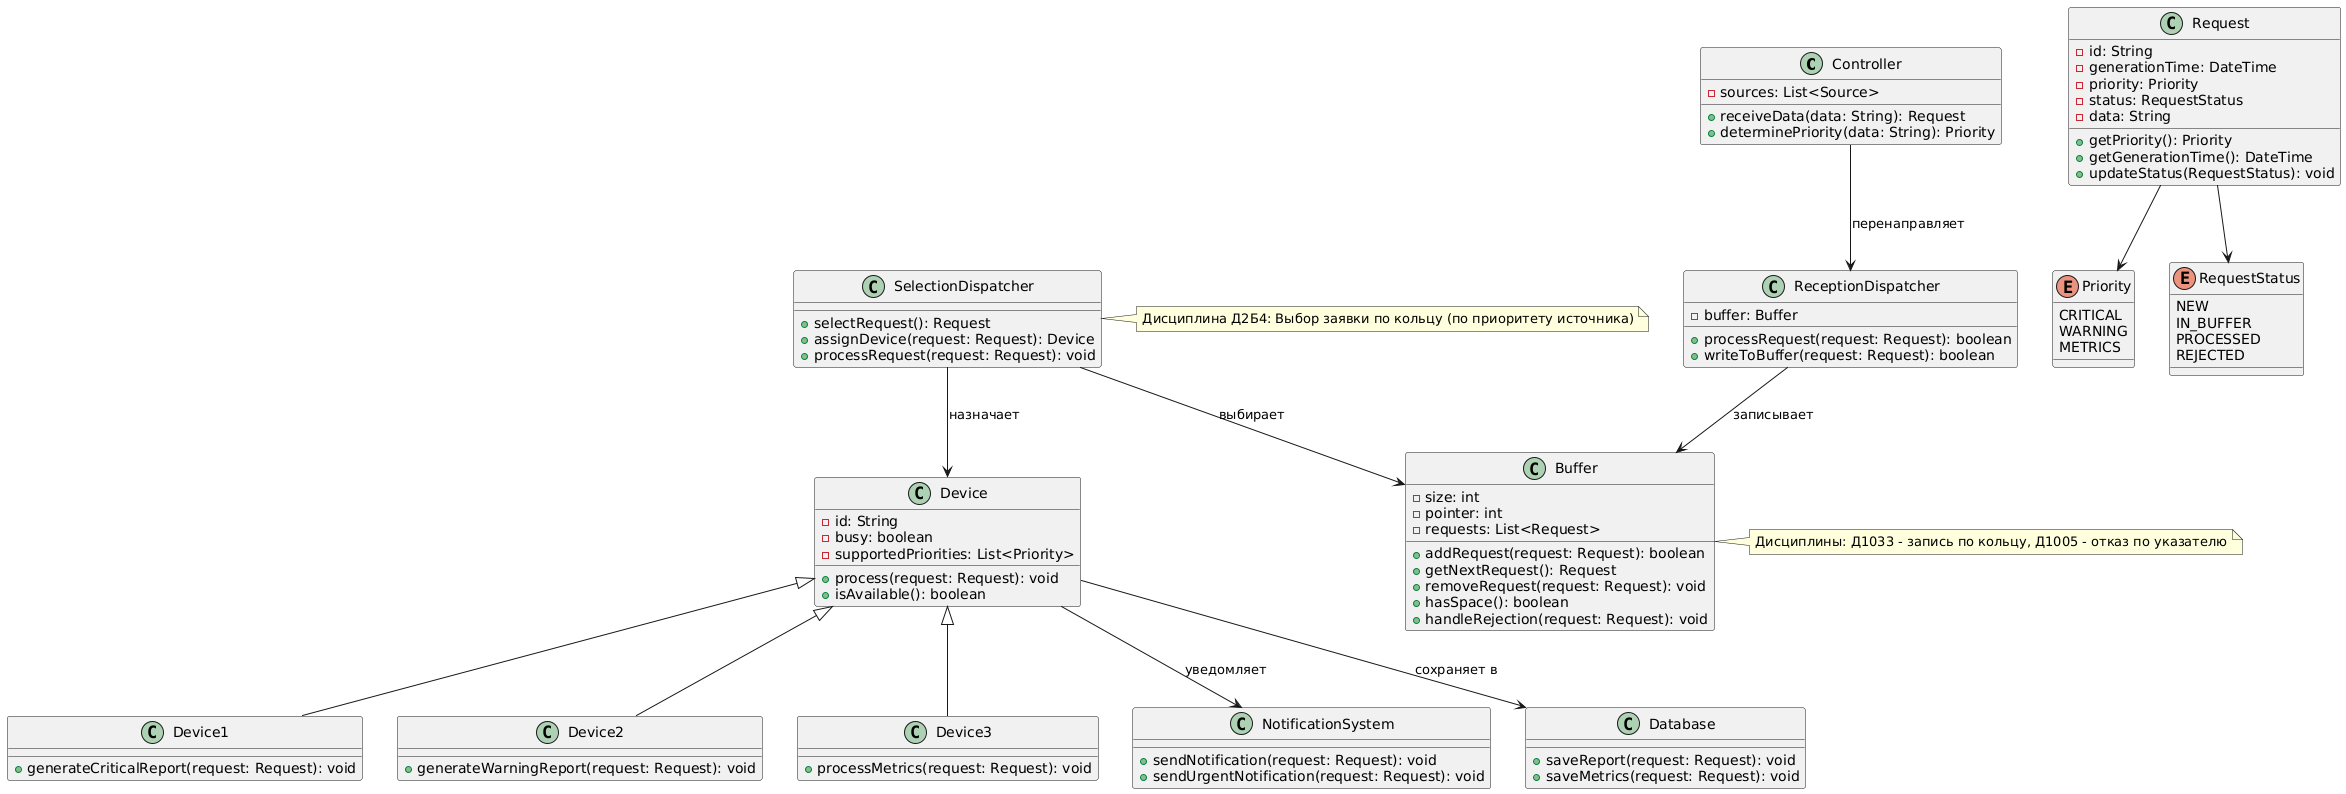 Request
id: String
generationTime: DateTime
priority: Priority
status: RequestStatus
data: String
getPriority(): Priority
getGenerationTime(): DateTime
updateStatus(RequestStatus): void
Controller
sources: List<Source>
receiveData(data: String): Request
determinePriority(data: String): Priority
перенаправляет
SelectionDispatcher
selectRequest(): Request
assignDevice(request: Request): Device
processRequest(request: Request): void
Дисциплина Д2Б4: Выбор заявки по кольцу (по приоритету источника)
ReceptionDispatcher
buffer: Buffer
processRequest(request: Request): boolean
writeToBuffer(request: Request): boolean
Priority
CRITICAL
WARNING
METRICS
RequestStatus
NEW
IN_BUFFER
PROCESSED
REJECTED
назначает
выбирает
записывает
Device
id: String
busy: boolean
supportedPriorities: List<Priority>
process(request: Request): void
isAvailable(): boolean
Buffer
size: int
pointer: int
requests: List<Request>
addRequest(request: Request): boolean
getNextRequest(): Request
removeRequest(request: Request): void
hasSpace(): boolean
handleRejection(request: Request): void
Дисциплины: Д1033 - запись по кольцу, Д1005 - отказ по указателю
уведомляет
сохраняет в
Device1
generateCriticalReport(request: Request): void
Device2
generateWarningReport(request: Request): void
Device3
processMetrics(request: Request): void
NotificationSystem
sendNotification(request: Request): void
sendUrgentNotification(request: Request): void
Database
saveReport(request: Request): void
saveMetrics(request: Request): void